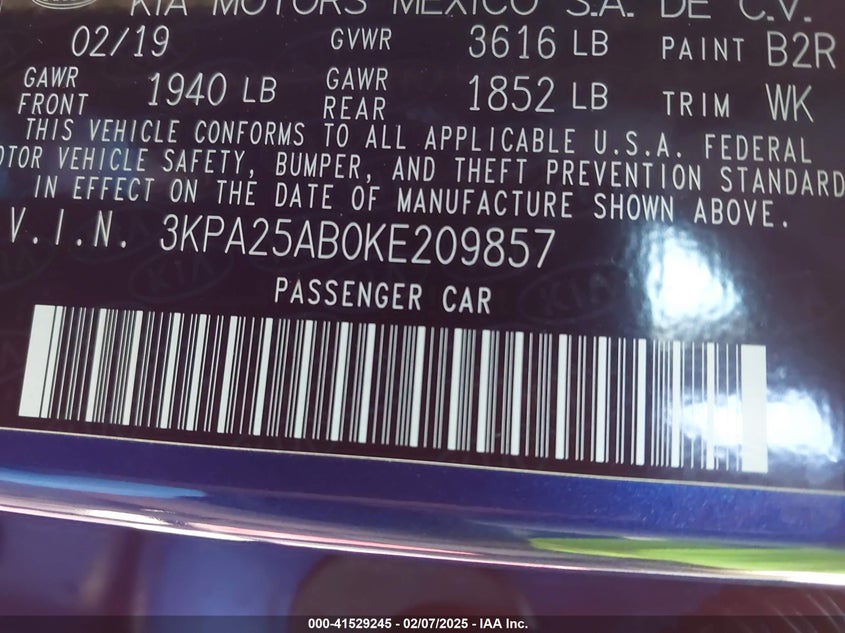 KIA MOTORS MEXICO S.A. DE C.V.
02/19 GVWR 3616 LB PAINT B2R
GAWR FRONT 1940 LB GAWR REAR 1852 LB TRIM WK
THIS VEHICLE CONFORMS TO ALL APPLICABLE U.S.A. FEDERAL
MOTOR VEHICLE SAFETY, BUMPER, AND THEFT PREVENTION STANDARD
IN EFFECT ON THE DATE OF MANUFACTURE SHOWN ABOVE.
V.I.N. 3KPA25AB0KE209857
PASSENGER CAR
000-41529245 - 02/07/2025 - IAA Inc.